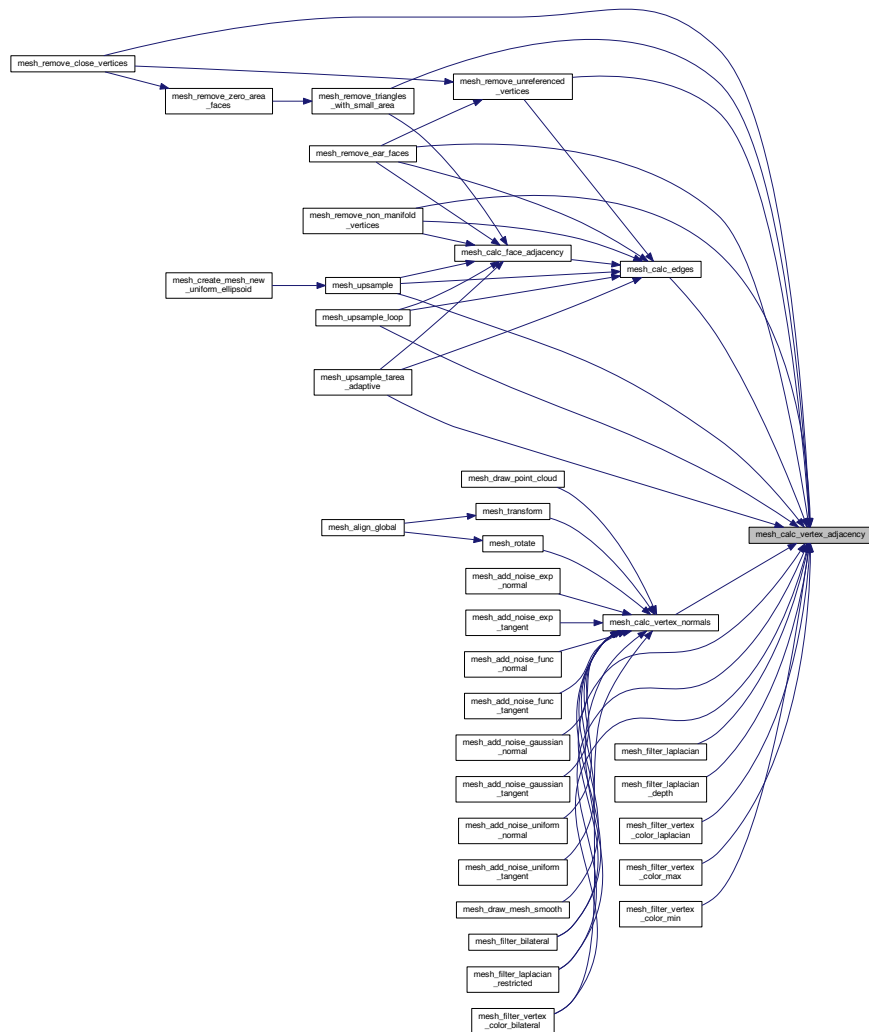 mesh_remove_close_vertices
mesh_remove_zero_area
_faces
mesh_remove_triangles
_with_small_area
mesh_remove_unreferenced
_vertices
mesh_remove_ear_faces
mesh_remove_non_manifold
_vertices
mesh_calc_face_adjacency
mesh_calc_edges
mesh_create_mesh_new
_uniform_ellipsoid
mesh_upsample
mesh_upsample_loop
mesh_upsample_tarea
_adaptive
mesh_draw_point_cloud
mesh_transform
mesh_align_global
mesh_rotate
mesh_calc_vertex_adjacency
mesh_add_noise_exp
_normal
mesh_add_noise_exp
_tangent
mesh_calc_vertex_normals
mesh_add_noise_func
_normal
mesh_add_noise_func
_tangent
mesh_add_noise_gaussian
_normal
mesh_filter_laplacian
mesh_add_noise_gaussian
_tangent
mesh_filter_laplacian
_depth
mesh_add_noise_uniform
_normal
mesh_filter_vertex
_color_laplacian
mesh_add_noise_uniform
_tangent
mesh_filter_vertex
_color_max
mesh_draw_mesh_smooth
mesh_filter_vertex
_color_min
mesh_filter_bilateral
mesh_filter_laplacian
_restricted
mesh_filter_vertex
_color_bilateral